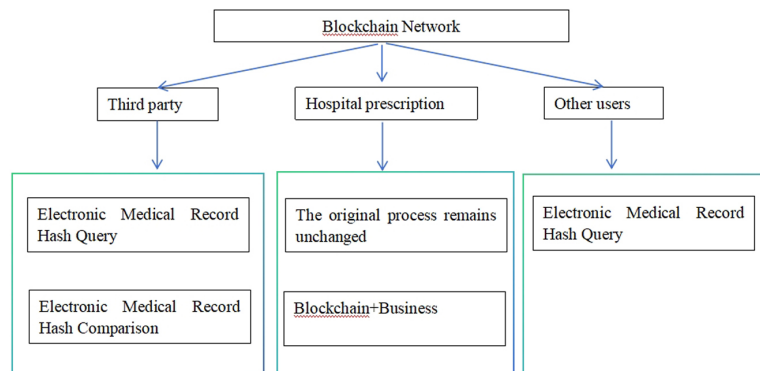 Blockchain Network
Third party
Hospital prescription
Other users
Electronic Medical Record
Hash Query
Electronic Medical Record
Hash Comparison
The original process remains
unchanged
Blockchain+Business
Electronic Medical Record
Hash Query